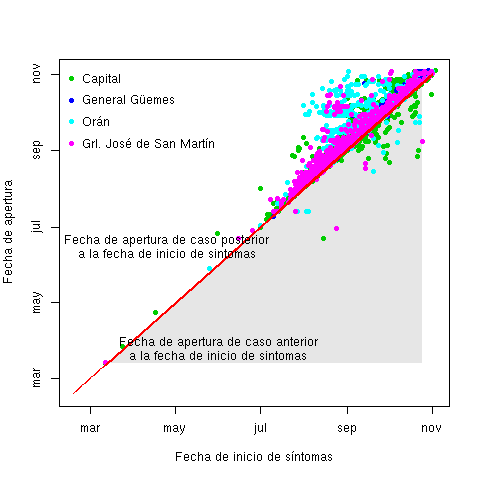 Capital
General Güemes
Orán
Grl. José de San Martín
Fecha de apertura de caso posterior
a la fecha de inicio de sintomas
Fecha de apertura de caso anterior
a la fecha de inicio de sintomas
Fecha de apertura
nov
sep
jul
may
mar
mar
may
jul
sep
nov
Fecha de inicio de síntomas